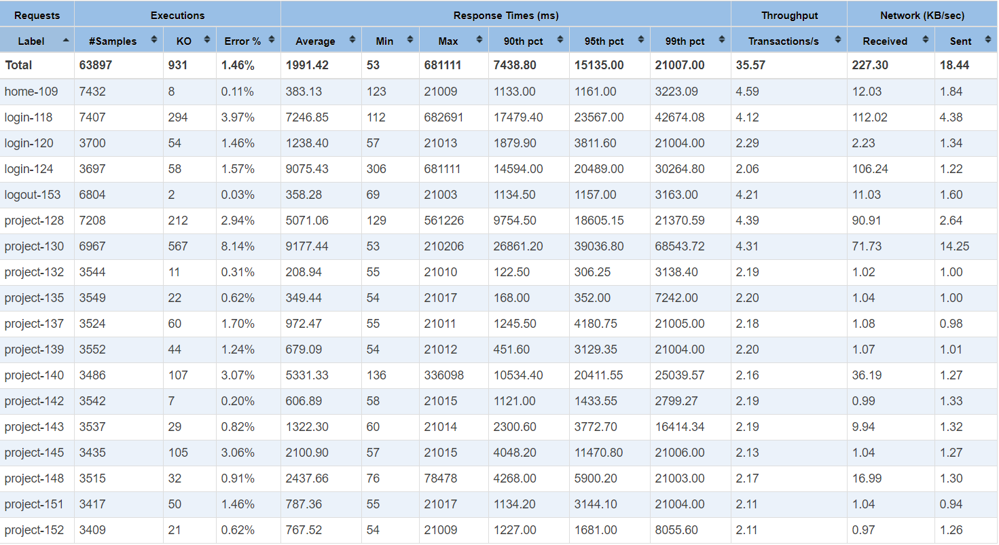 Requests Executions Response Times (ms) Throughput Network (KB/sec)
Label #Samples KO Error % Average Min Max 90th pct 95th pct 99th pct Transactions/s Received Sent
Total 63897 931 1.46% 1991.42 53 681111 7438.80 15135.00 21007.00 35.57 227.30 18.44
home-109 7432 8 0.11% 383.13 123 21009 1133.00 1161.00 3223.09 4.59 12.03 1.84
login-118 7407 294 3.97% 7246.85 112 682691 17479.40 23567.00 42674.08 4.12 112.02 4.38
login-120 3700 54 1.46% 1238.40 57 21013 1879.90 3811.60 21004.00 2.29 2.23 1.34
login-124 3697 58 1.57% 9075.43 306 681111 14594.00 20489.00 30264.80 2.06 106.24 1.22
logout-153 6804 2 0.03% 358.28 69 21003 1134.50 1157.00 3163.00 4.21 11.03 1.60
project-128 7208 212 2.94% 5071.06 129 561226 9754.50 18605.15 21370.59 4.39 90.91 2.64
project-130 6967 567 8.14% 9177.44 53 210206 26861.20 39036.80 68543.72 4.31 71.73 14.25
project-132 3544 11 0.31% 208.94 55 21010 122.50 306.25 3138.40 2.19 1.02 1.00
project-135 3549 22 0.62% 349.44 54 21017 168.00 352.00 7242.00 2.20 1.04 1.00
project-137 3524 60 1.70% 972.47 55 21011 1245.50 4180.75 21005.00 2.18 1.08 0.98
project-139 3552 44 1.24% 679.09 54 21012 451.60 3129.35 21004.00 2.20 1.07 1.01
project-140 3486 107 3.07% 5331.33 136 336098 10534.40 20411.55 25039.57 2.16 36.19 1.27
project-142 3542 7 0.20% 606.89 58 21015 1121.00 1433.55 2799.27 2.19 0.99 1.33
project-143 3537 29 0.82% 1322.30 60 21014 2300.60 3772.70 16414.34 2.19 9.94 1.32
project-145 3435 105 3.06% 2100.90 57 21015 4048.20 11470.80 21006.00 2.13 1.04 1.27
project-148 3515 32 0.91% 2437.66 76 78478 4268.00 5900.20 21003.00 2.17 16.99 1.30
project-151 3417 50 1.46% 787.36 55 21017 1134.20 3144.10 21004.00 2.11 1.04 0.94
project-152 3409 21 0.62% 767.52 54 21009 1227.00 1681.00 8055.60 2.11 0.97 1.26